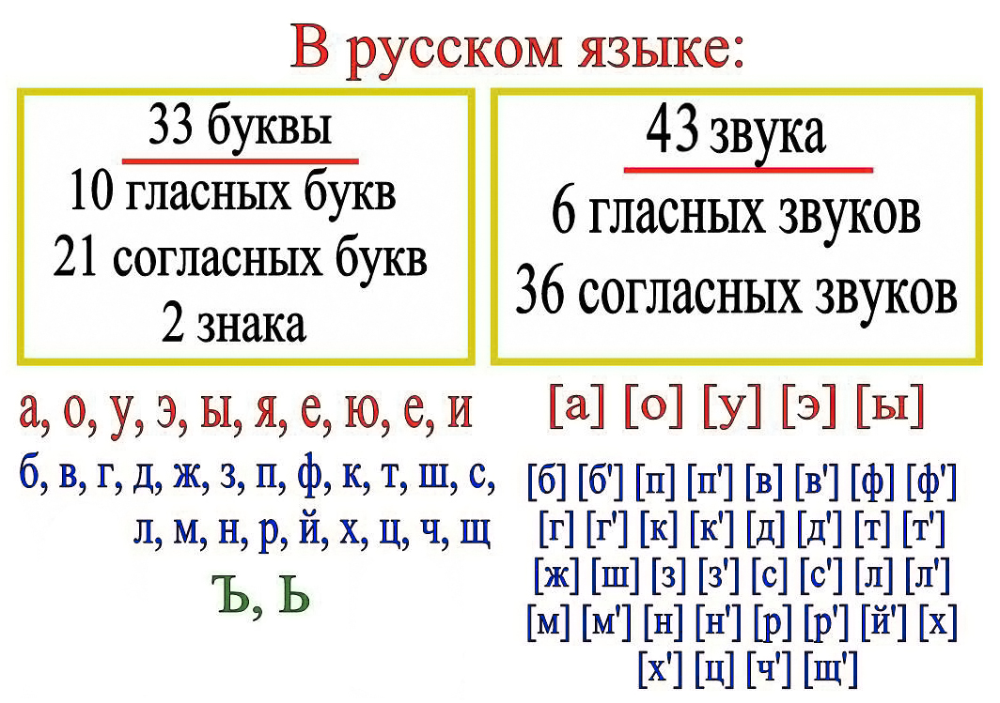 В русском языке:
33 буквы
10 гласных букв
21 согласных букв
2 знака
43 звука
6 гласных звуков
36 согласных звуков
а, о, у, э, ы, я, е, ю, е, и
б, в, г, д, ж, з, п, ф, к, т, ш, с,
л, м, н, р, й, х, ц, ч, щ
Ъ, Ь
[а] [о] [у] [э] [ы]
[б] [б'] [п] [п'] [в] [в'] [ф] [ф']
[г] [г'] [к] [к'] [д] [д'] [т] [т']
[ж] [ш] [з] [з'] [с] [с'] [л] [л']
[м] [м'] [н] [н'] [р] [р'] [й'] [х]
[х'] [ц] [ч'] [щ']